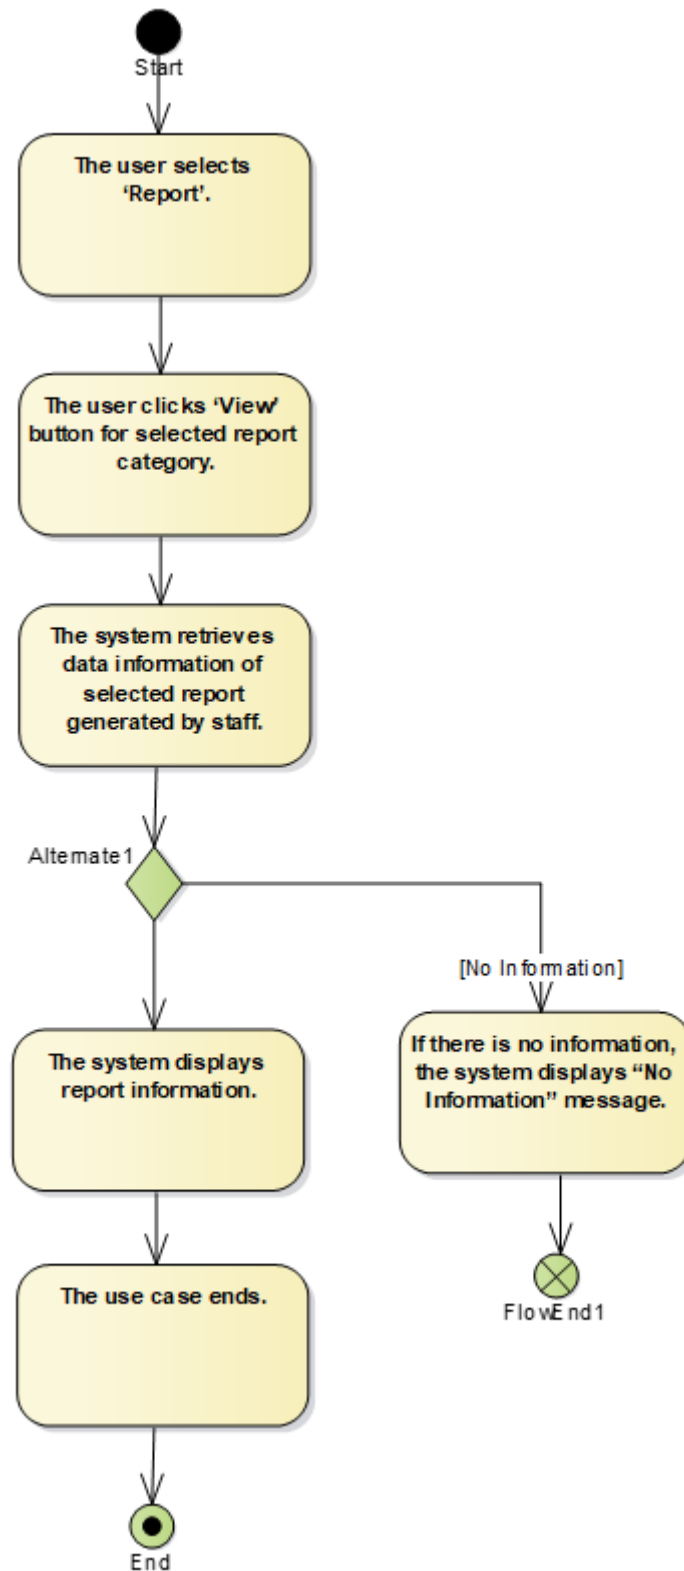 Start
The user selects
‘Report’.
The user clicks ‘View’
button for selected report
category.
The system retrieves
data information of
selected report
generated by staff.
Alternate1
[No Information]
The system displays
report information.
If there is no information,
the system displays “No
Information” message.
The use case ends.
FlowEnd1
End